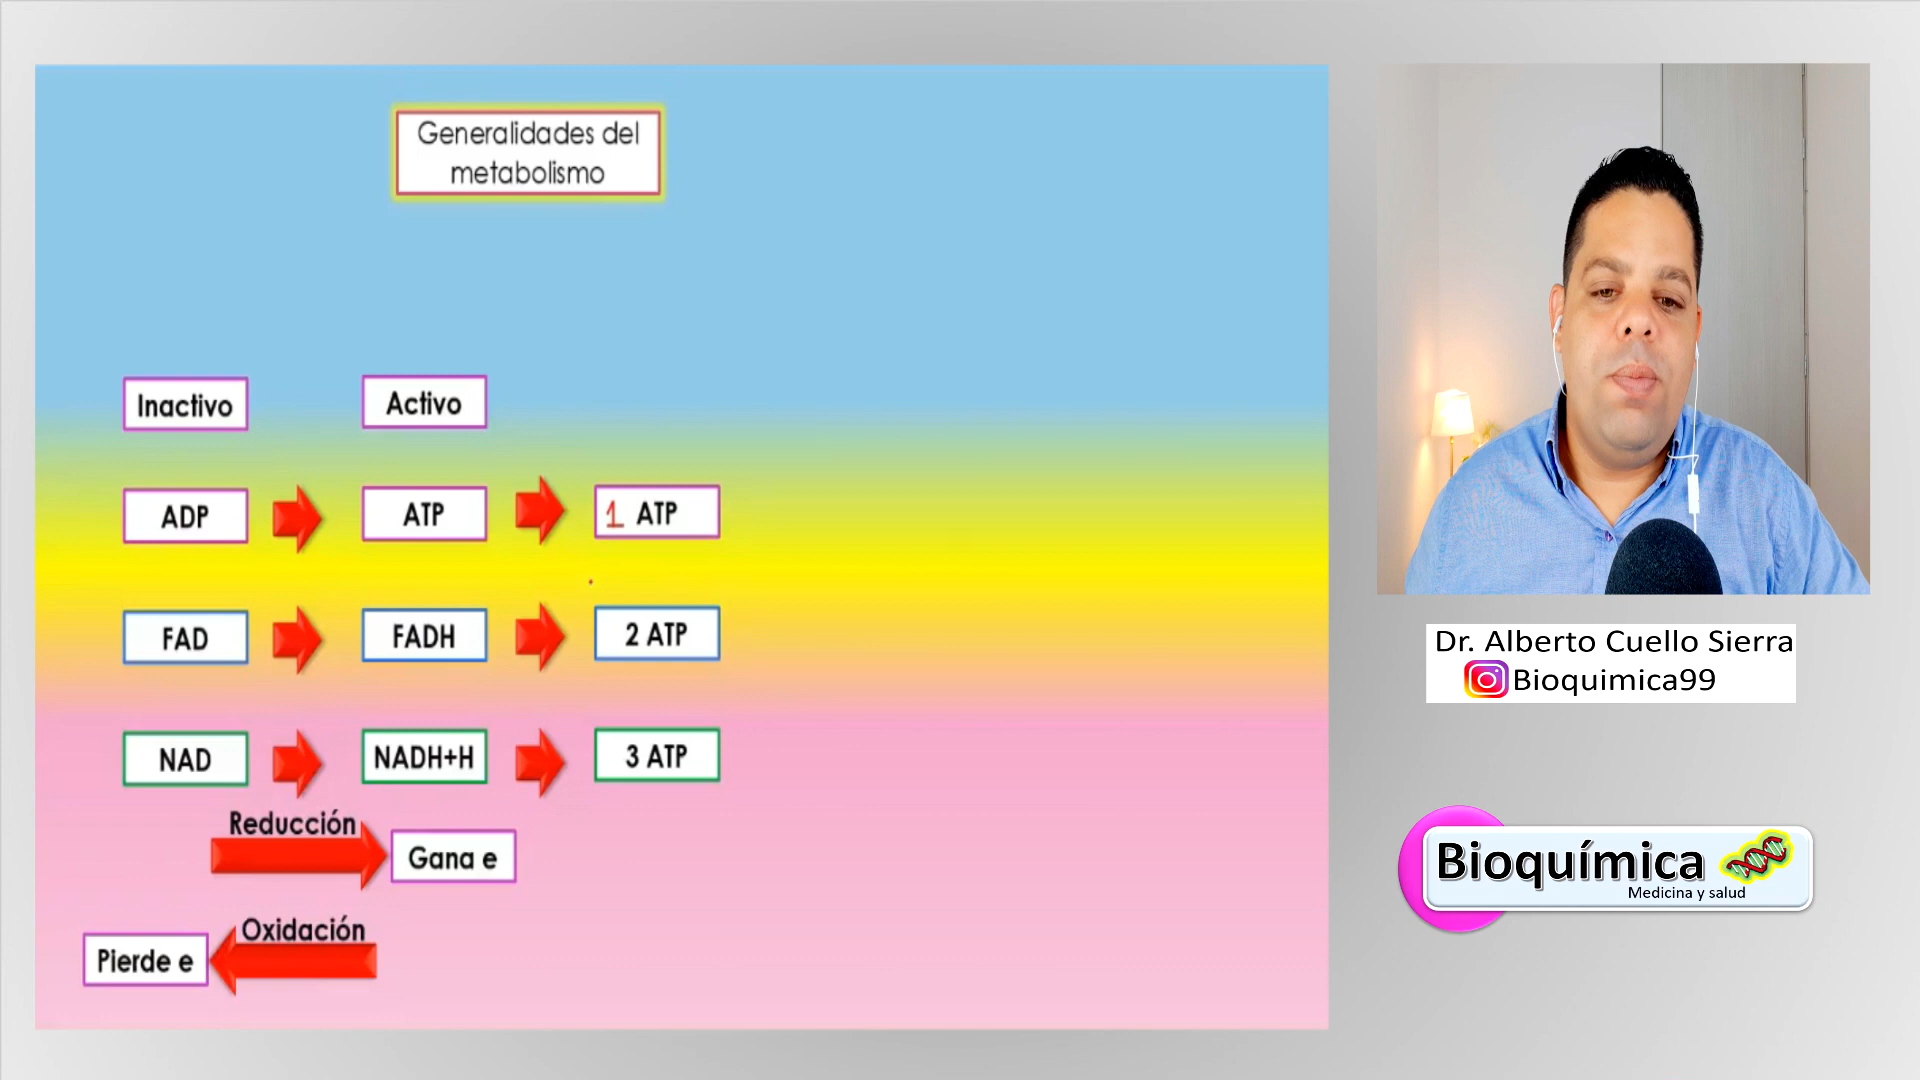 Generalidades del
metabolismo
Inactivo
Activo
ADP
ATP
1 ATP
FAD
FADH
2 ATP
NAD
NADH+H
3 ATP
Reducción
Gana e
Oxidación
Pierde e
Dr. Alberto Cuello Sierra
Bioquimica99
Bioquímica
Medicina y salud